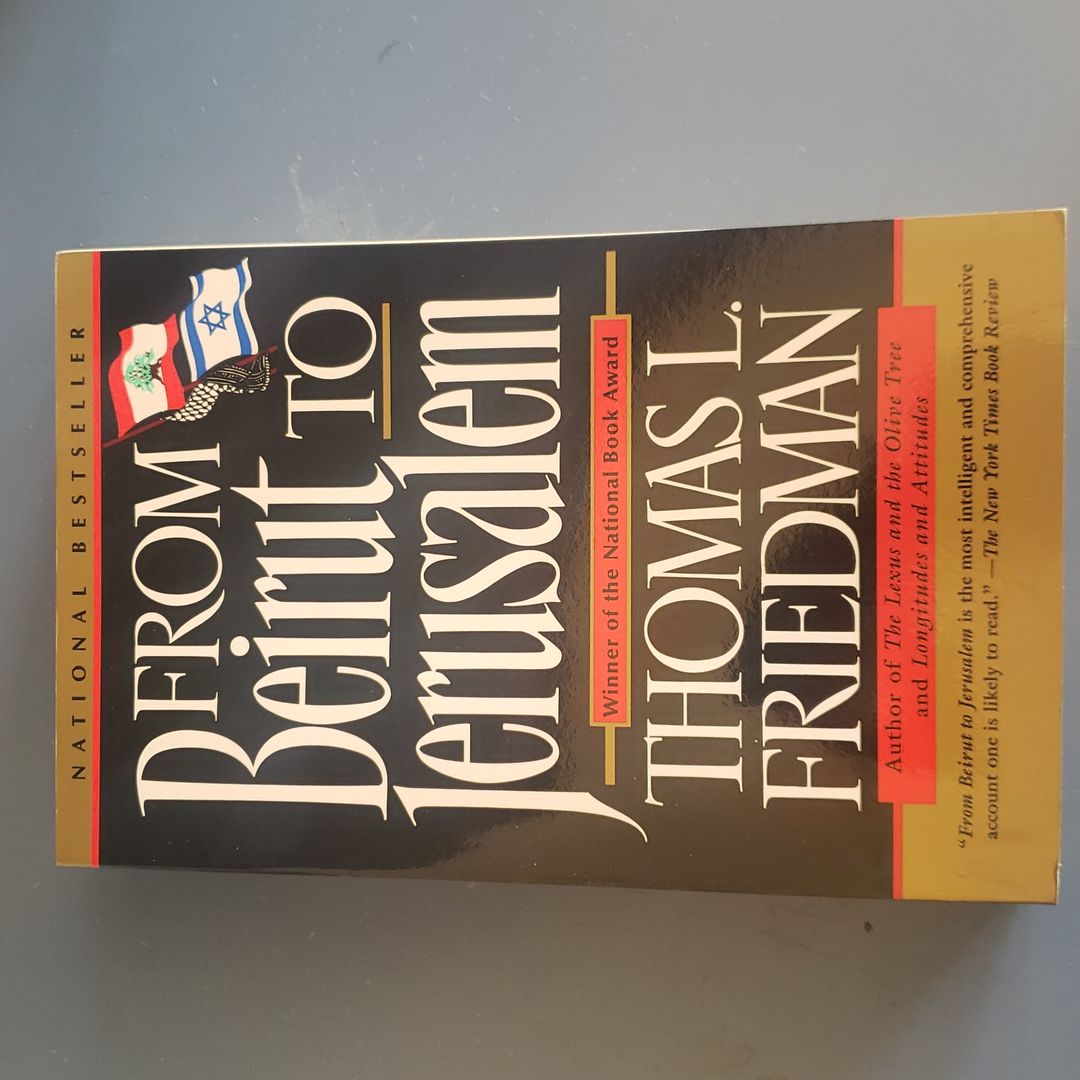 NATIONAL BESTSELLER
FROM
Beirut TO
Jerusalem
Winner of the National Book Award
THOMAS L.
FRIEDMAN
Author of The Lexus and the Olive Tree
and Longitudes and Attitudes
“From Beirut to Jerusalem is the most intelligent and comprehensive
account one is likely to read.”—The New York Times Book Review